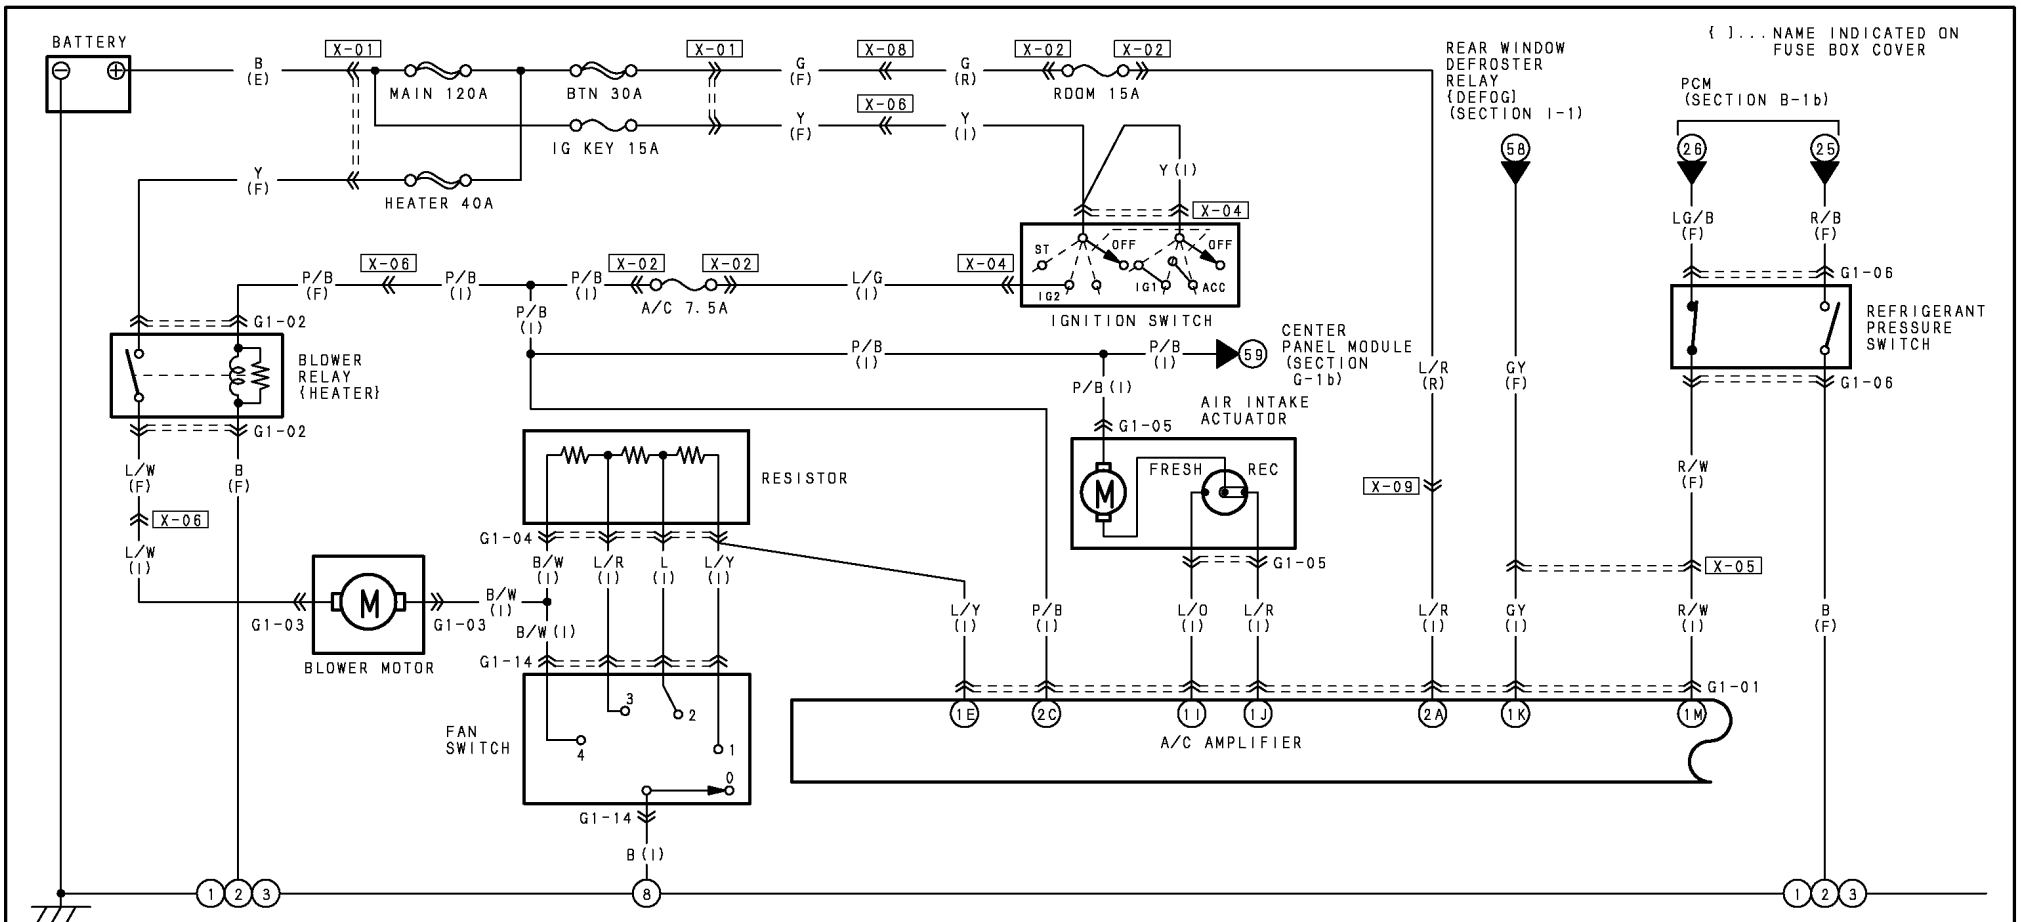 BATTERY
B
(E)
X-01
MAIN 120A
BTN 30A
X-01
G
(F)
X-08
G
(R)
X-02
X-02
ROOM 15A
IG KEY 15A
Y
(F)
X-06
Y
(I)
Y
(F)
HEATER 40A
Y(I)
X-04
REAR WINDOW
DEFROSTER
RELAY
{DEFOG}
(SECTION I-1)
58
{ }...NAME INDICATED ON
FUSE BOX COVER
PCM
(SECTION B-1b)
26
25
LG/B
(F)
R/B
(F)
G1-06
REFRIGERANT
PRESSURE
SWITCH
G1-06
P/B
(F)
X-06
P/B
(I)
P/B
(I)
X-02
X-02
A/C 7.5A
L/G
(I)
X-04
ST
OFF
OFF
IG2
IG1
ACC
IGNITION SWITCH
P/B
(I)
G1-02
BLOWER
RELAY
{HEATER}
G1-02
P/B
(I)
P/B
(I)
59
CENTER
PANEL MODULE
(SECTION
G-1b)
P/B(I)
AIR INTAKE
ACTUATOR
G1-05
M
FRESH
REC
G1-05
L/R
(R)
GY
(F)
X-09
R/W
(F)
X-05
L/W
(F)
B
(F)
X-06
L/W
(I)
RESISTOR
G1-04
B/W
(I)
L/R
(I)
L
(I)
L/Y
(I)
G1-03
M
G1-03
BLOWER MOTOR
B/W
(I)
B/W(I)
G1-14
FAN
SWITCH
3
2
4
1
0
G1-14
B(I)
L/Y
(I)
P/B
(I)
L/O
(I)
L/R
(I)
L/R
(I)
GY
(I)
R/W
(I)
B
(F)
G1-01
1E
2C
1I
1J
2A
1K
1M
A/C AMPLIFIER
1
2
3
8
1
2
3